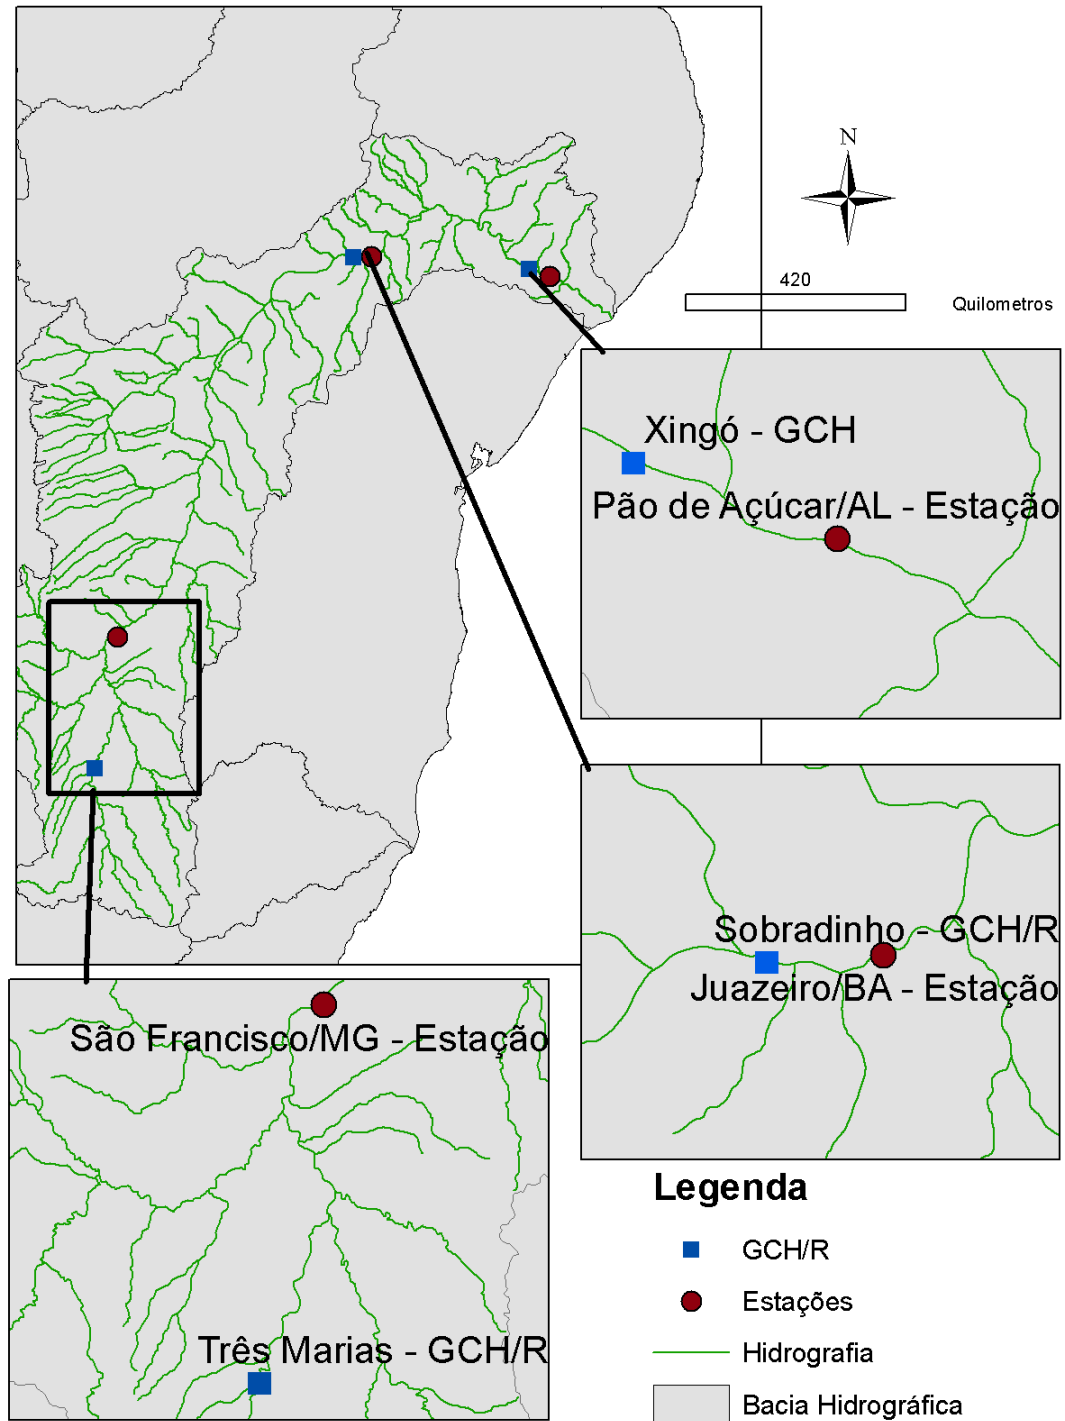 N
420
Quilometros
Xingó - GCH
Pão de Açúcar/AL - Estação
Sobradinho - GCH/R
Juazeiro/BA - Estação
São Francisco/MG - Estação
Três Marias - GCH/R
Legenda
GCH/R
Estações
Hidrografia
Bacia Hidrográfica